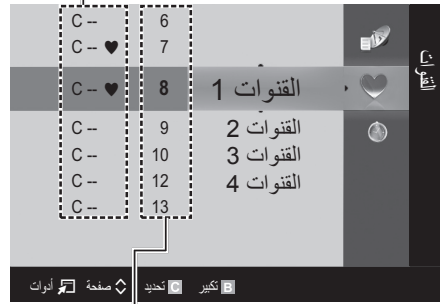 القنوات
C -- 6
C -- ♥ 7
القنوات 1 8 C -- ♥
القنوات 2 9 C --
القنوات 3 10 C --
القنوات 4 12 C --
C -- 13
B تكبير C تحديد صفحة أدوات